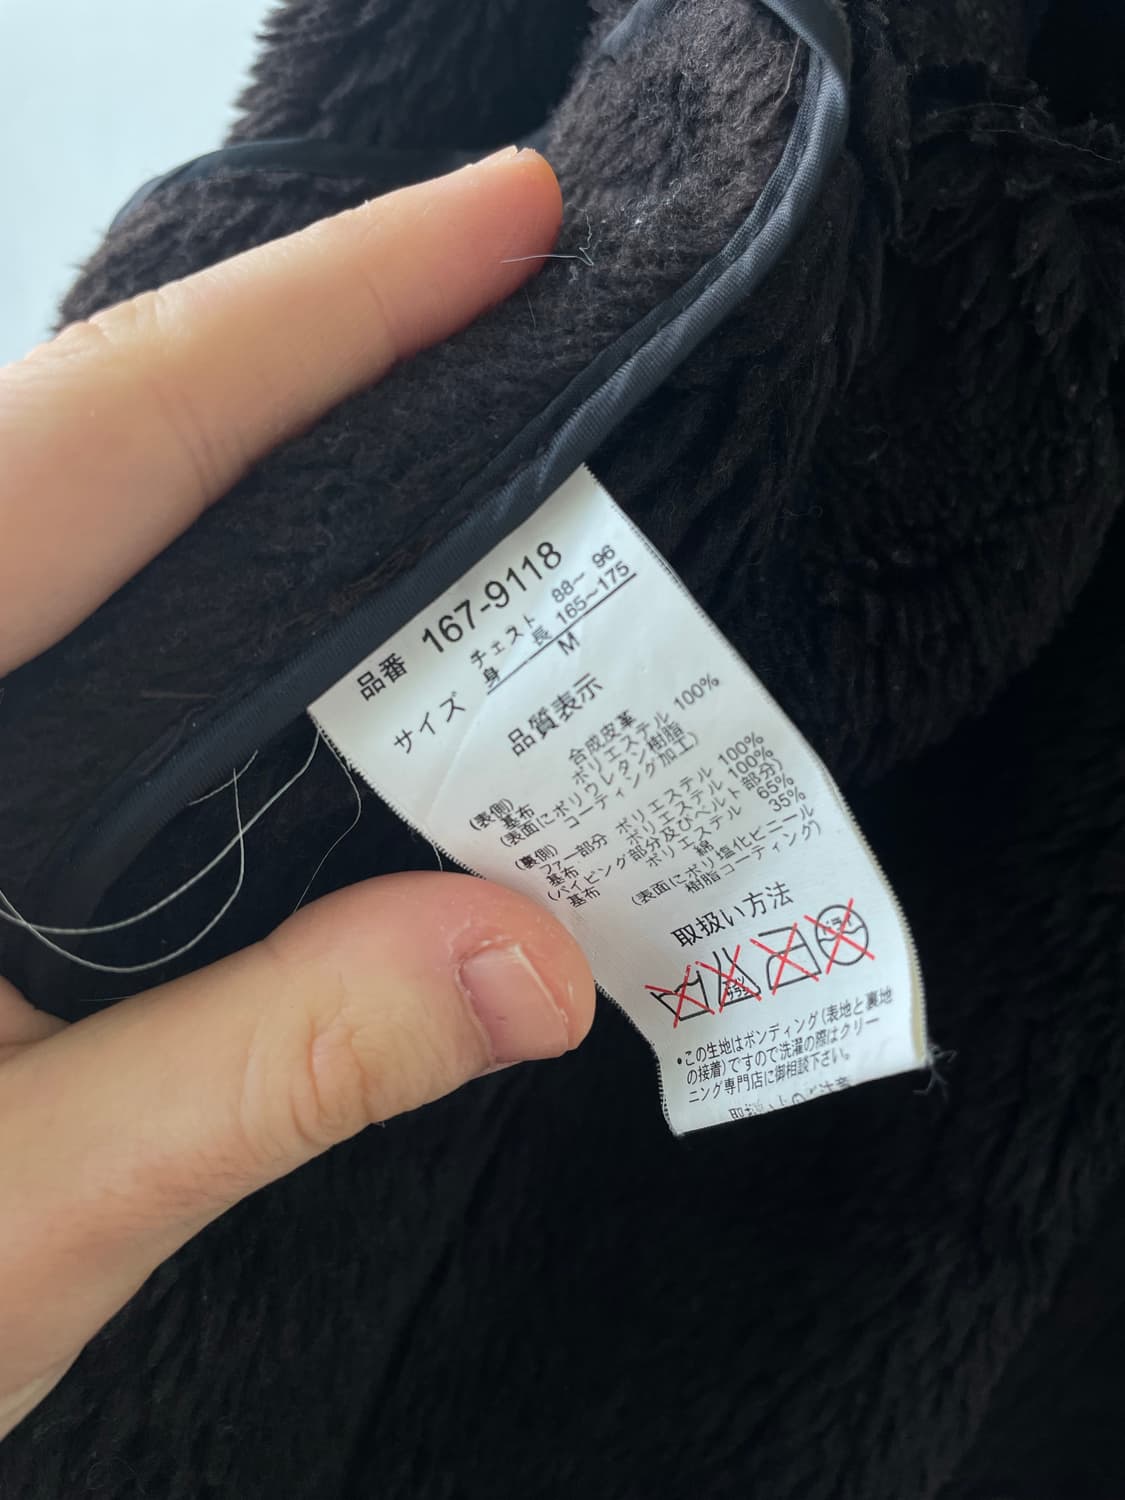 品番 167-9118
サイズ チェスト 88～ 96
身 長 165～175
M
品質表示
合成皮革
(表側) ポリエステル 100%
基布
(表面にポリウレタン樹脂
コーティング加工)
(裏側)
ファー部分 ポリエステル 100%
基布 ポリエステル 100%
(パイピング部分及びベルト部分)
基布 ポリエステル 65%
綿 35%
(表面にポリ塩化ビニール
樹脂コーティング)
取扱い方法
エンソ
サラシ
ドライ
•この生地はボンディング(表地と裏地
の接着)ですので洗濯の際はクリー
ニング専門店に御相談下さい。